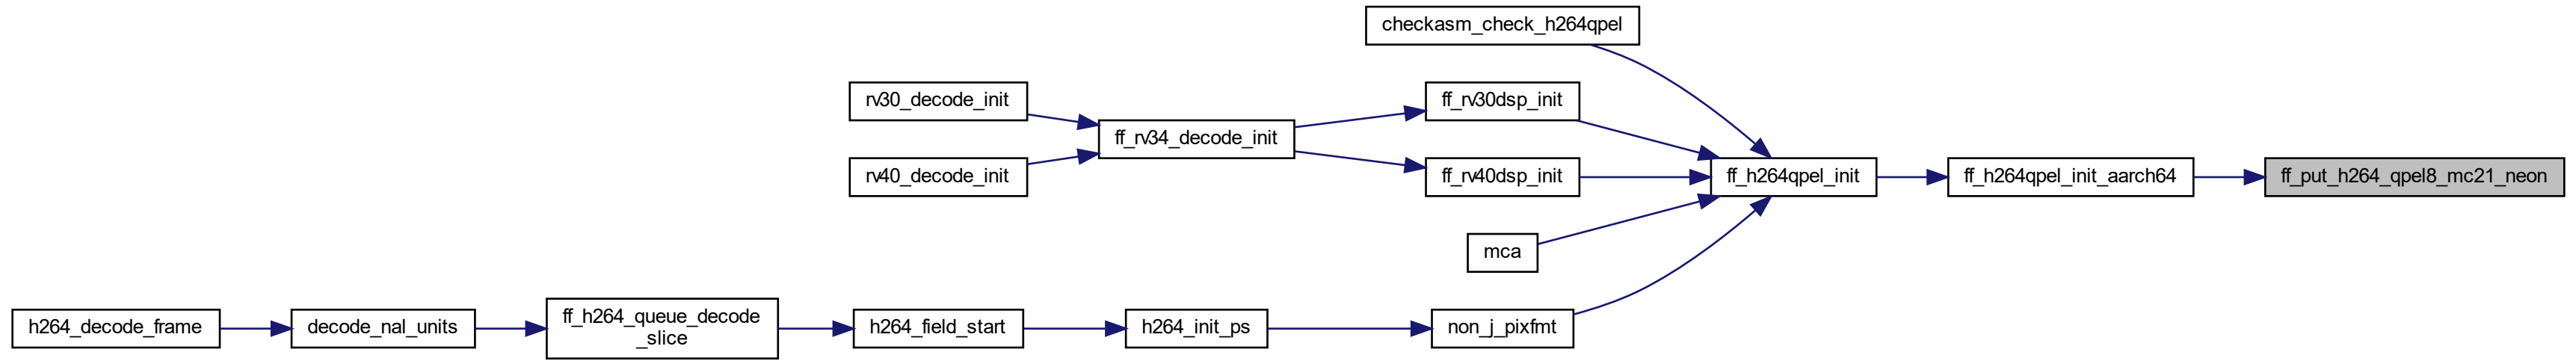 checkasm_check_h264qpel
rv30_decode_init
ff_rv30dsp_init
ff_rv34_decode_init
rv40_decode_init
ff_rv40dsp_init
ff_h264qpel_init
ff_h264qpel_init_aarch64
ff_put_h264_qpel8_mc21_neon
mca
h264_decode_frame
decode_nal_units
ff_h264_queue_decode
_slice
h264_field_start
h264_init_ps
non_j_pixfmt